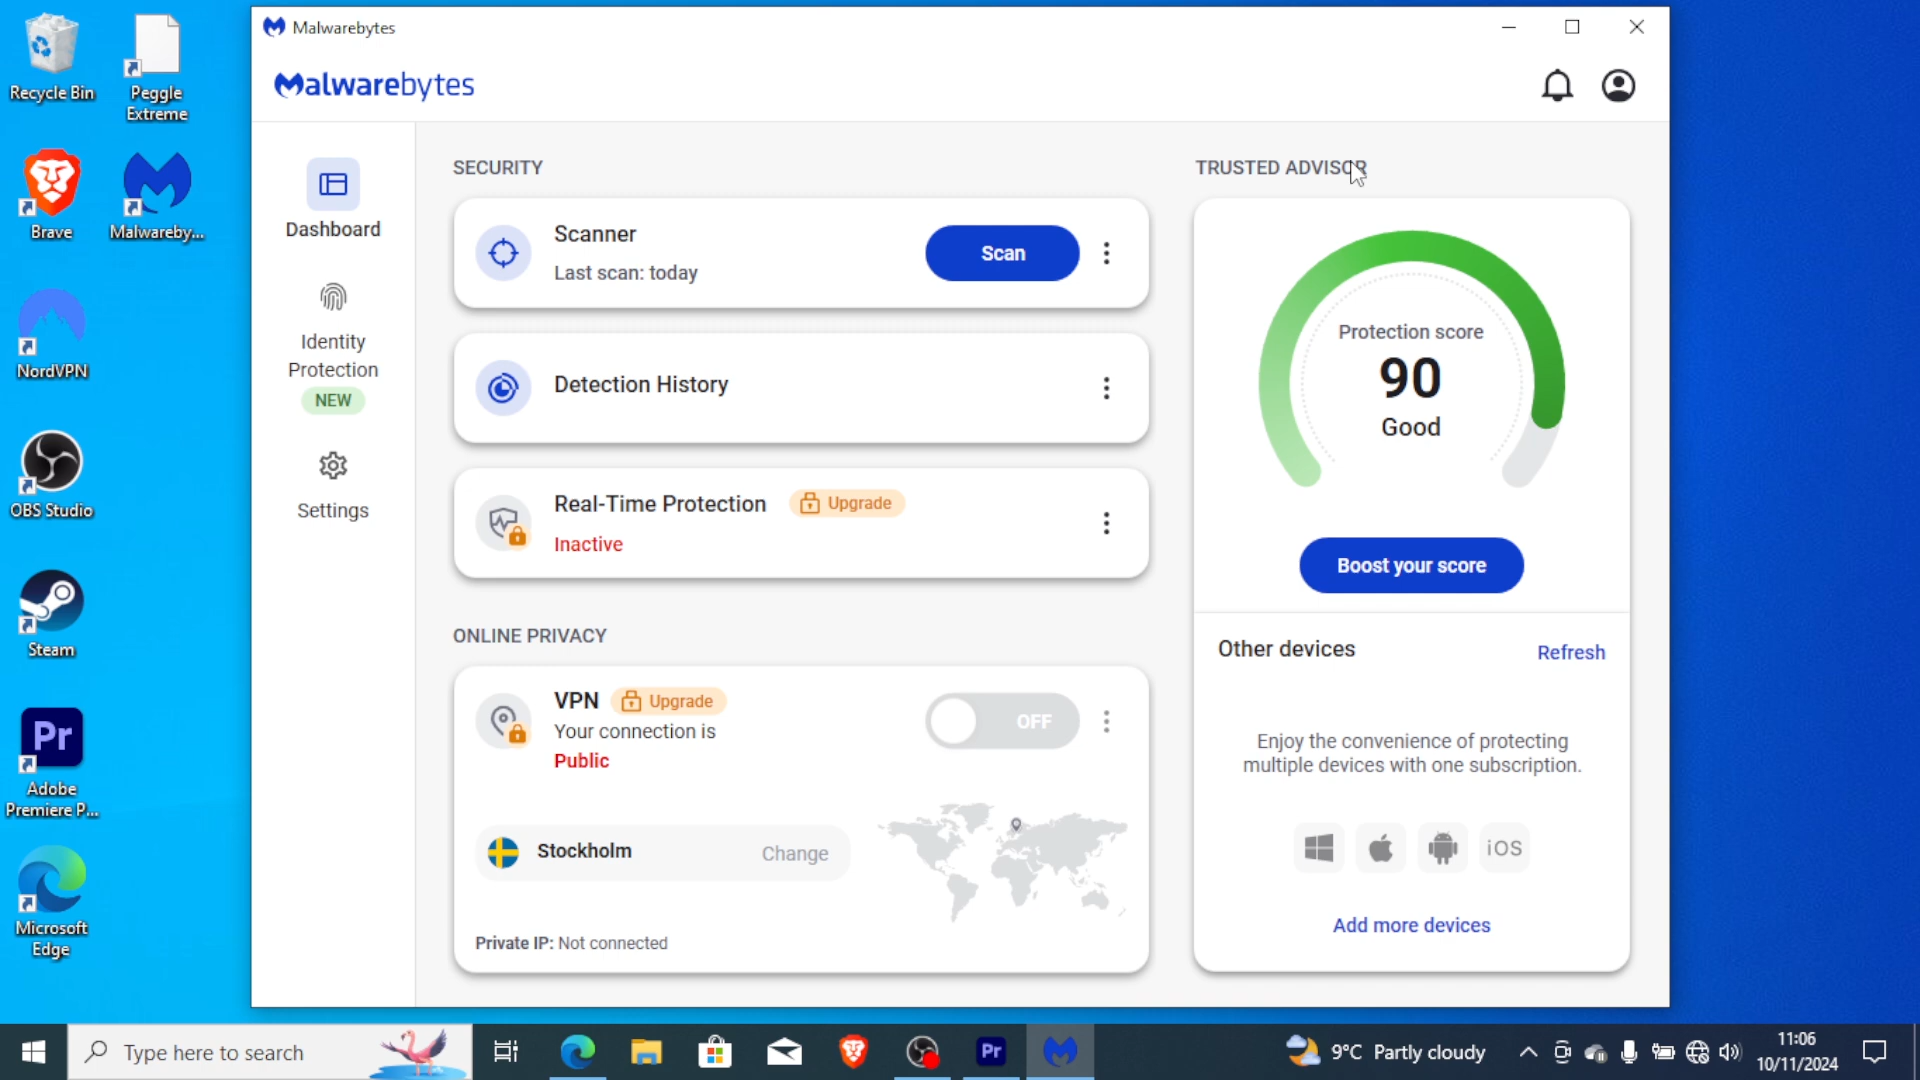 Recycle Bin
Peggle
Extreme
Brave
Malwareby...
NordVPN
OBS Studio
Steam
Pr
Adobe
Premiere P...
Microsoft
Edge
Malwarebytes
Malwarebytes
Dashboard
Identity
Protection
NEW
Settings
SECURITY
Scanner
Last scan: today
Scan
Detection History
Real-Time Protection
Upgrade
Inactive
ONLINE PRIVACY
VPN
Upgrade
Your connection is
Public
OFF
Stockholm
Change
Private IP: Not connected
TRUSTED ADVISOR
Protection score
90
Good
Boost your score
Other devices
Refresh
Enjoy the convenience of protecting
multiple devices with one subscription.
iOS
Add more devices
Type here to search
Pr
9°C Partly cloudy
11:06
10/11/2024